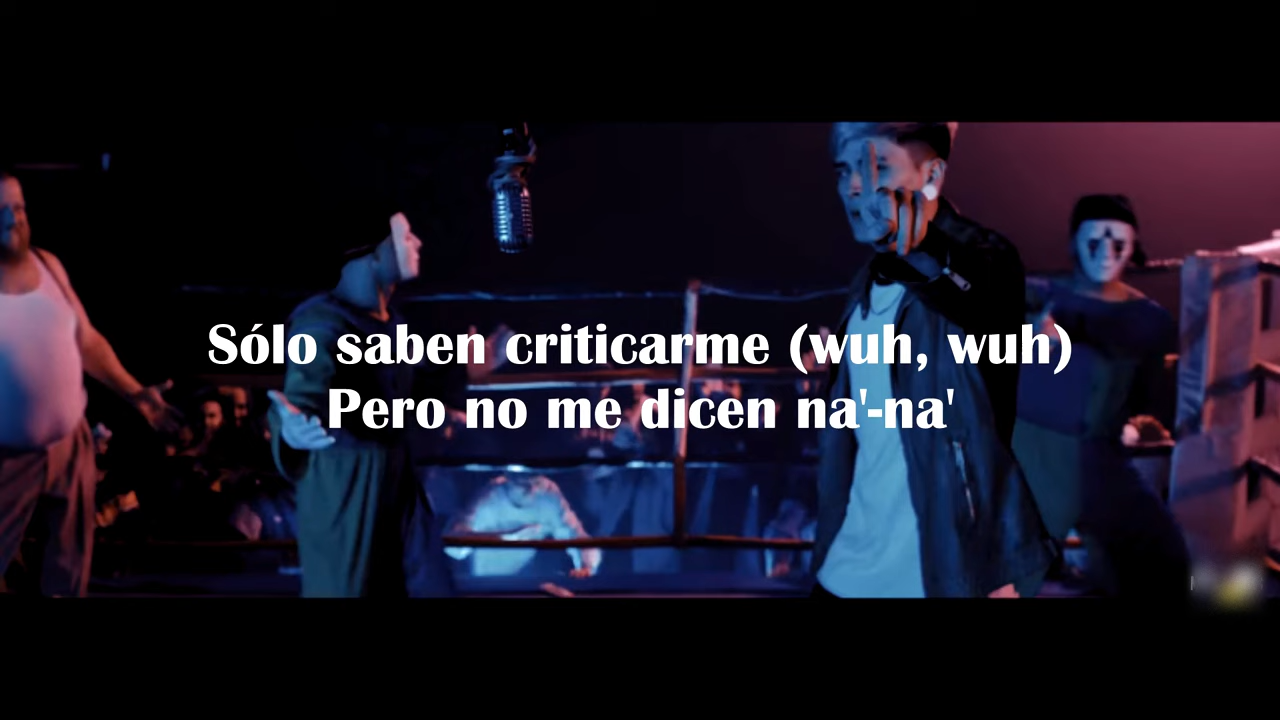 Sólo saben criticarme (wuh, wuh)
Pero no me dicen na'-na'